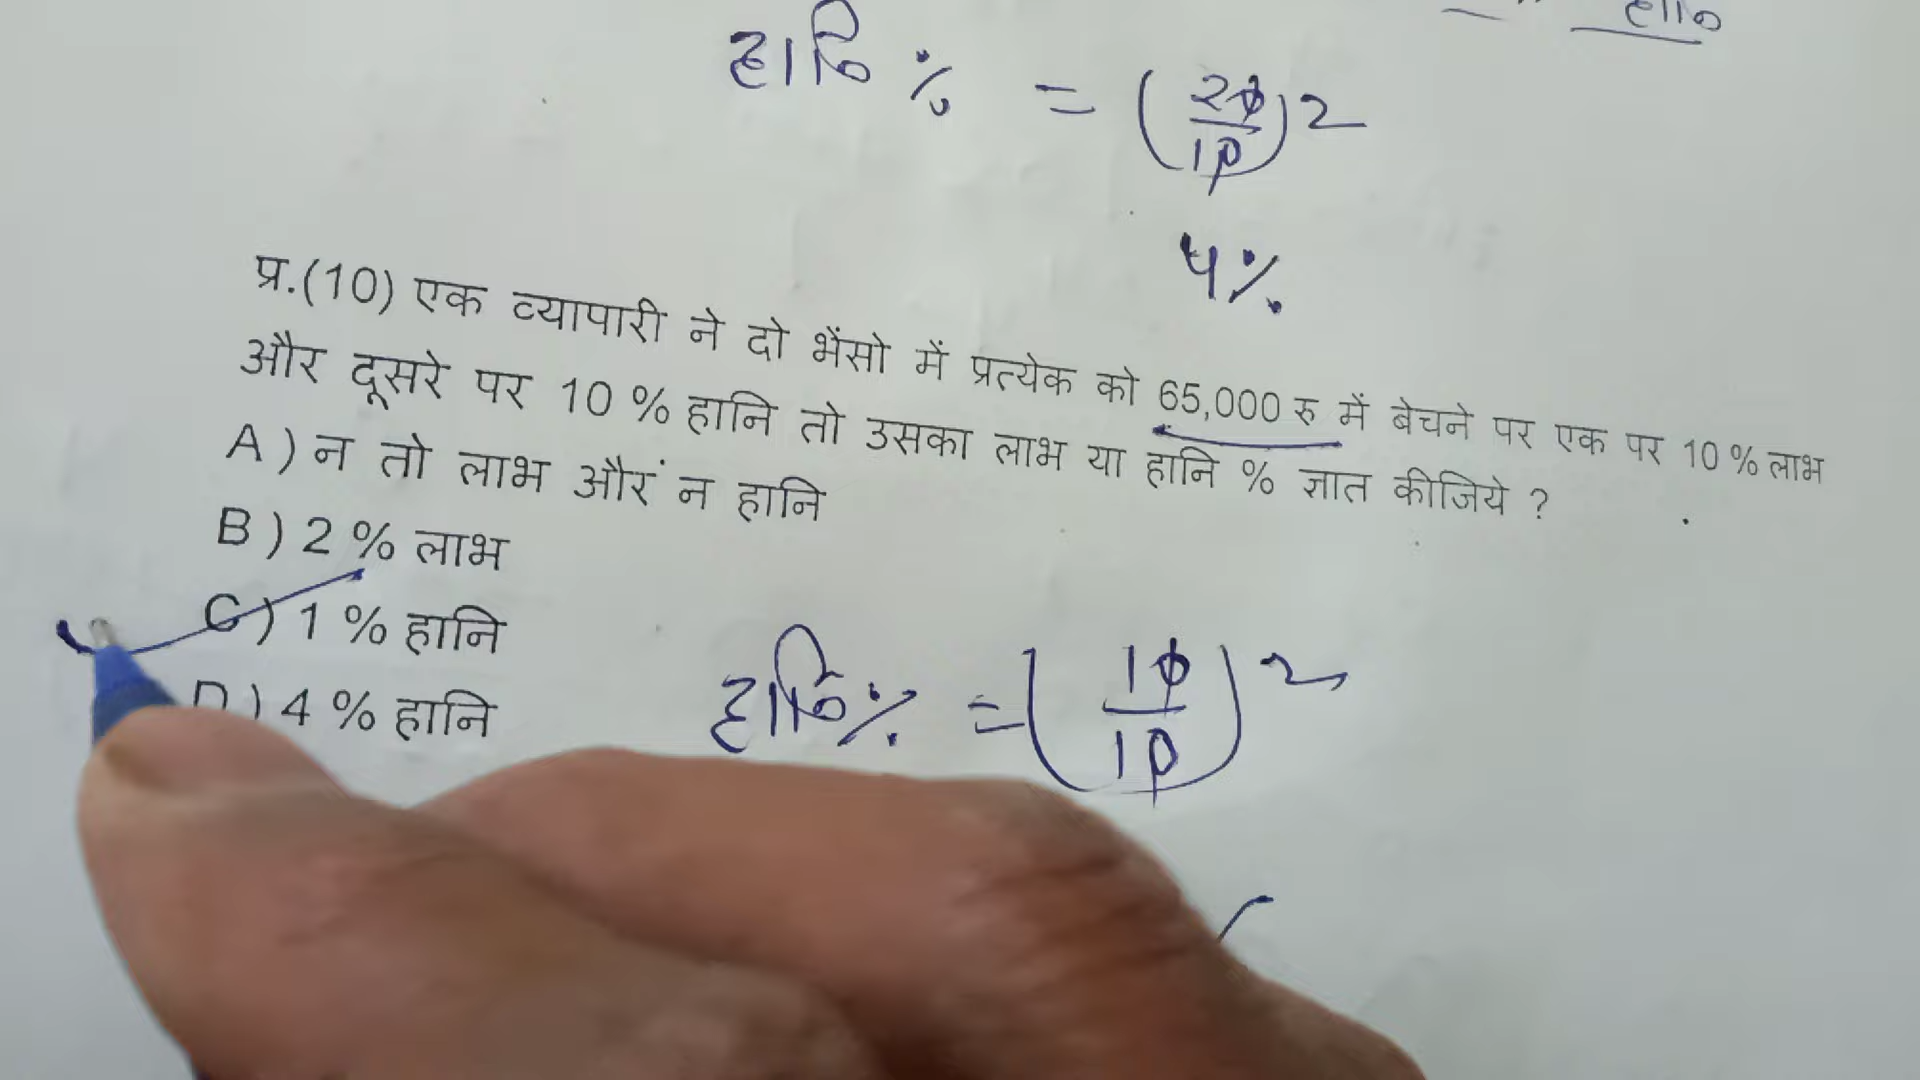 हानि
हानि % = (20/10)2
4%
प्र.(10) एक व्यापारी ने दो भैंसो में प्रत्येक को 65,000 रु में बेचने पर एक पर 10 % लाभ
और दूसरे पर 10 % हानि तो उसका लाभ या हानि % ज्ञात कीजिये ?
A ) न तो लाभ और न हानि
B ) 2 % लाभ
C ) 1 % हानि
D ) 4 % हानि
हानि % = (10/10)2